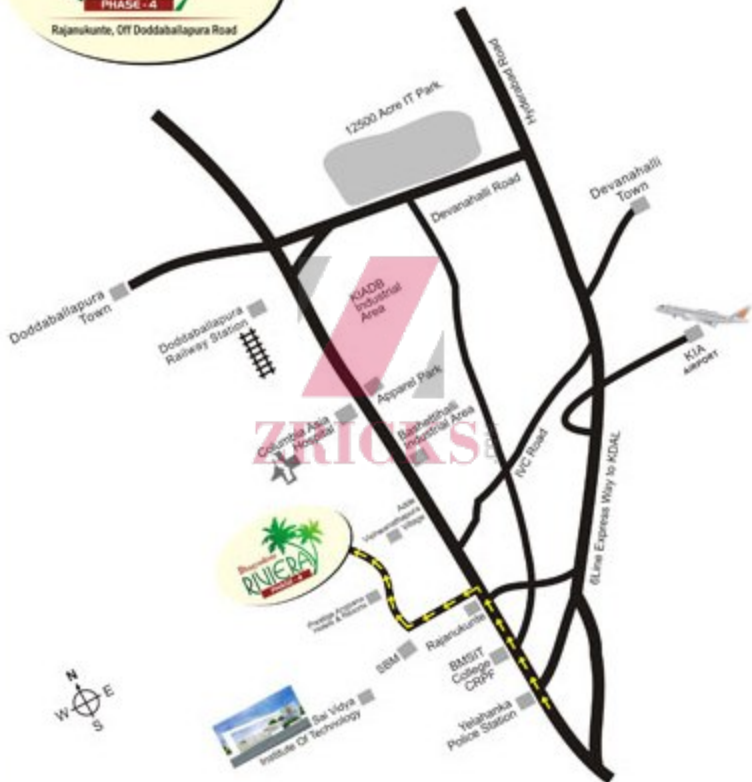 PHASE - 4
Rajanukunte, Off Doddaballapura Road
Hyderabad Road
12500 Acre IT Park.
Devanahalli Road
Devanahalli
Town
Doddaballapura
Town
Doddaballapura
Railway Station
KIADB
Industrial
Area
KIA
AIRPORT
Apparel Park
Columbia Asia
Hospital
Bashettihalli
Industrial Area
ZRICKS
IVC Road
6Line Express Way to KDAL
Adde
Vishwanathapura
Village
RIVIERA
PHASE-4
Prestige
Hotels & Resorts
Rajanukunte
SBM
BMSIT
College
CRPF
Yelahanka
Police Station
Sai Vidya
Institute Of Technology
N
W
E
S